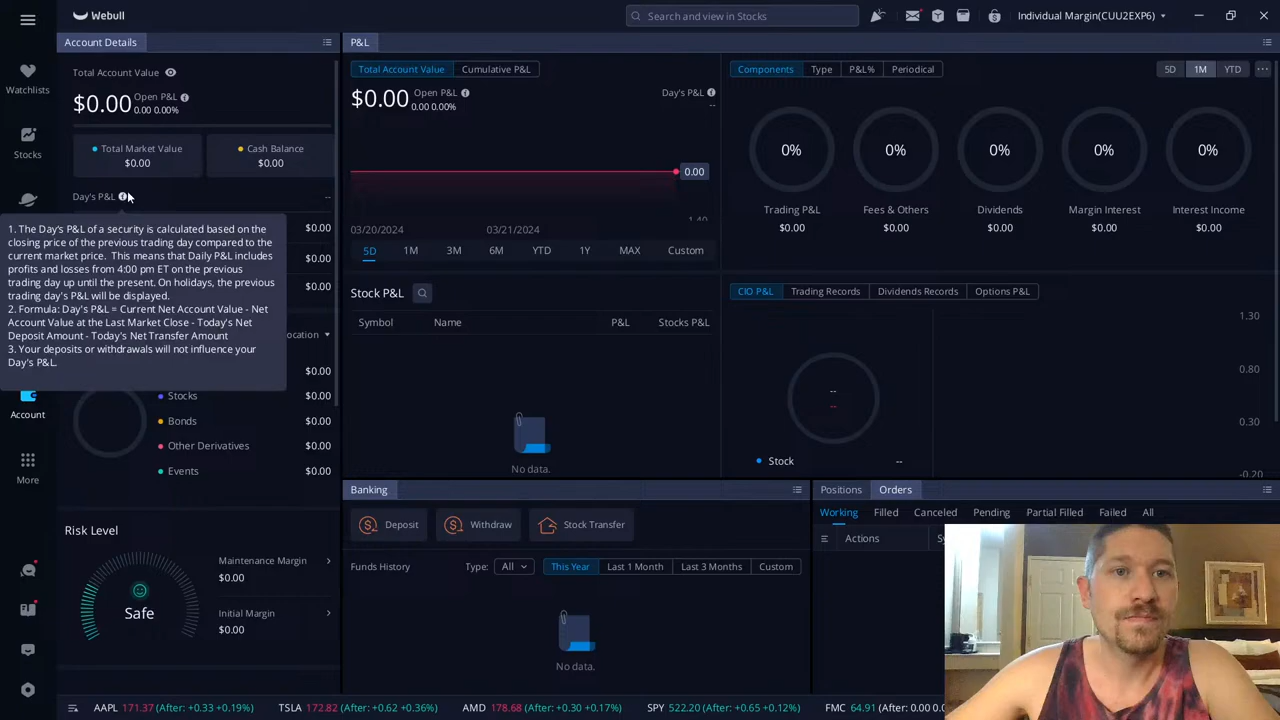 Webull
Search and view in Stocks
Individual Margin(CUU2EXP6)
Account Details
P&L
Watchlists
Stocks
Account
More
Total Account Value
$0.00
Open P&L
0.00 0.00%
Total Market Value
$0.00
Cash Balance
$0.00
Day's P&L
--
1. The Day's P&L of a security is calculated based on the
closing price of the previous trading day compared to the
current market price. This means that Daily P&L includes
profits and losses from 4:00 pm ET on the previous
trading day up until the present. On holidays, the previous
trading day's P&L will be displayed.
2. Formula: Day's P&L = Current Net Account Value - Net
Account Value at the Last Market Close - Today's Net
Deposit Amount - Today's Net Transfer Amount
3. Your deposits or withdrawals will not influence your
Day's P&L.
$0.00
$0.00
$0.00
ocation
$0.00
Stocks $0.00
Bonds $0.00
Other Derivatives $0.00
Events $0.00
Risk Level
Safe
Maintenance Margin
$0.00
Initial Margin
$0.00
Total Account Value Cumulative P&L
$0.00
Open P&L
0.00 0.00%
Day's P&L
--
0.00
03/20/2024 03/21/2024
5D 1M 3M 6M YTD 1Y MAX Custom
Components Type P&L% Periodical
5D 1M YTD
0% 0% 0% 0% 0%
Trading P&L Fees & Others Dividends Margin Interest Interest Income
$0.00 $0.00 $0.00 $0.00 $0.00
Stock P&L
Symbol Name P&L Stocks P&L
No data.
CIO P&L Trading Records Dividends Records Options P&L
1.30
0.80
0.30
-0.20
--
--
Stock --
Banking
Deposit Withdraw Stock Transfer
Funds History Type: All This Year Last 1 Month Last 3 Months Custom
No data.
Positions Orders
Working Filled Canceled Pending Partial Filled Failed All
Actions
AAPL 171.37 (After: +0.33 +0.19%) TSLA 172.82 (After: +0.62 +0.36%) AMD 178.68 (After: +0.30 +0.17%) SPY 522.20 (After: +0.65 +0.12%) FMC 64.91 (After: 0.00 0.0